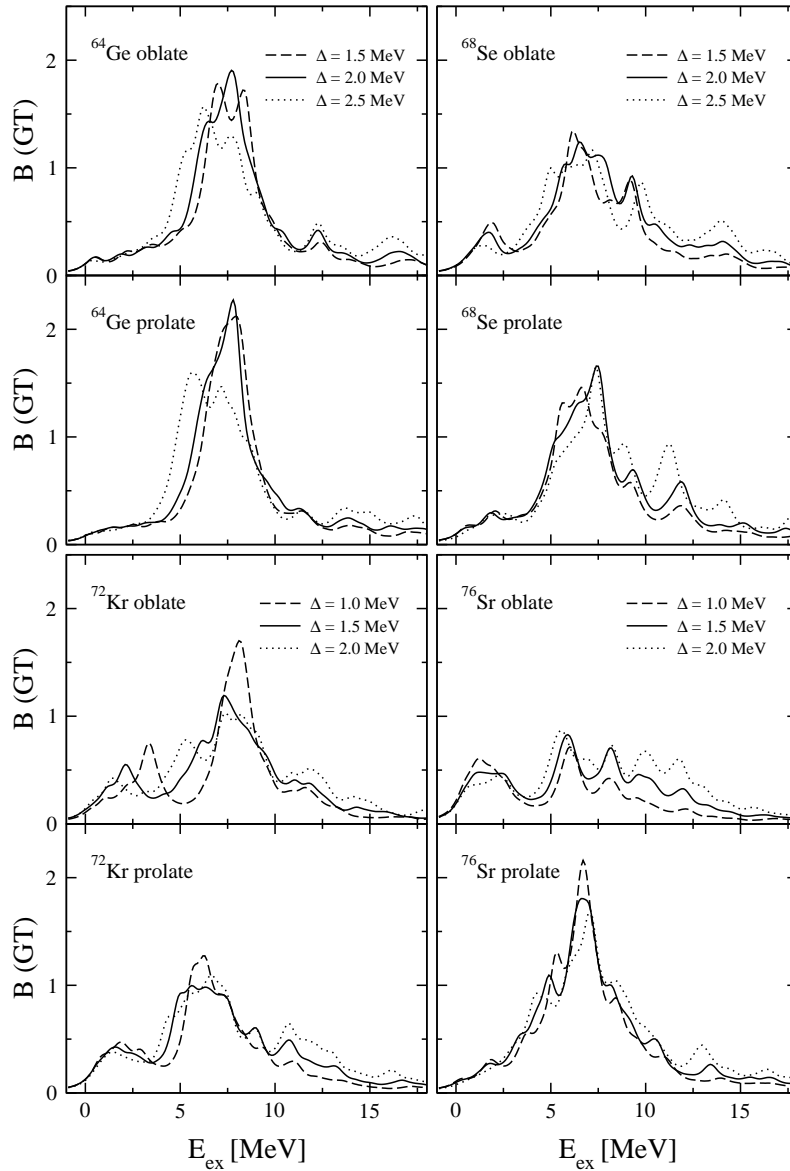 ⁶⁴Ge oblate
Δ = 1.5 MeV
Δ = 2.0 MeV
Δ = 2.5 MeV
B (GT)
2
1
0
⁶⁸Se oblate
Δ = 1.5 MeV
Δ = 2.0 MeV
Δ = 2.5 MeV
⁶⁴Ge prolate
B (GT)
2
1
0
⁶⁸Se prolate
⁷²Kr oblate
Δ = 1.0 MeV
Δ = 1.5 MeV
Δ = 2.0 MeV
B (GT)
2
1
0
⁷⁶Sr oblate
Δ = 1.0 MeV
Δ = 1.5 MeV
Δ = 2.0 MeV
⁷²Kr prolate
B (GT)
2
1
0
⁷⁶Sr prolate
0 5 10 15
0 5 10 15
E_ex [MeV]
E_ex [MeV]